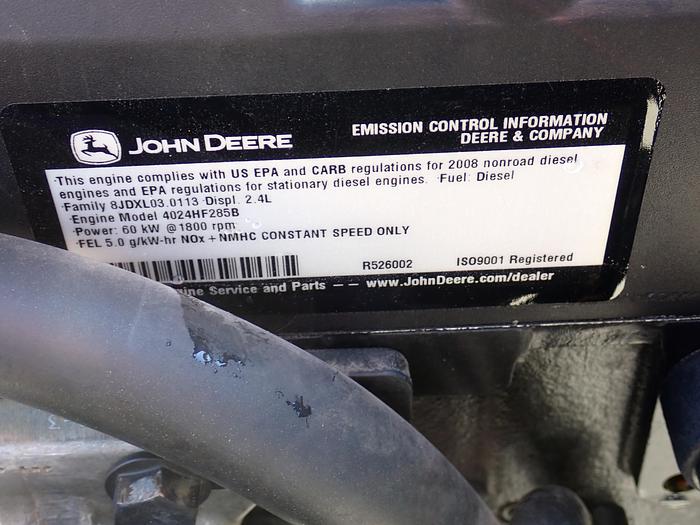 JOHN DEERE
EMISSION CONTROL INFORMATION
DEERE & COMPANY
This engine complies with US EPA and CARB regulations for 2008 nonroad diesel
engines and EPA regulations for stationary diesel engines. Fuel: Diesel
Family 8JDXL03.0113 Displ. 2.4L
Engine Model 4024HF285B
Power: 60 kW @ 1800 rpm
FEL 5.0 g/kW-hr NOx + NMHC CONSTANT SPEED ONLY
R526002 ISO9001 Registered
Service and Parts -- www.JohnDeere.com/dealer